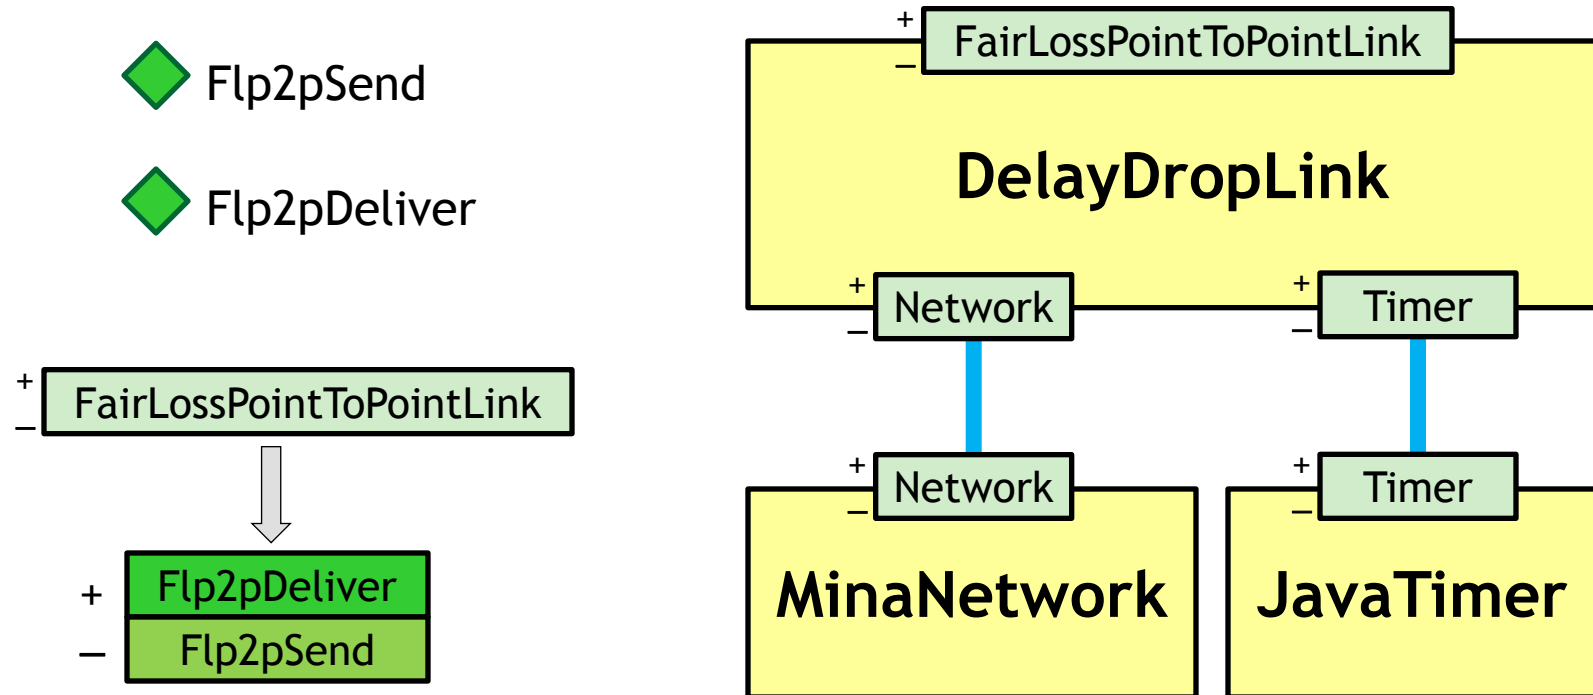 Flp2pSend
Flp2pDeliver
+
FairLossPointToPointLink
–
+
Flp2pDeliver
–
Flp2pSend
+
FairLossPointToPointLink
–
DelayDropLink
+
Network
–
+
Timer
–
+
Network
–
MinaNetwork
+
Timer
–
JavaTimer